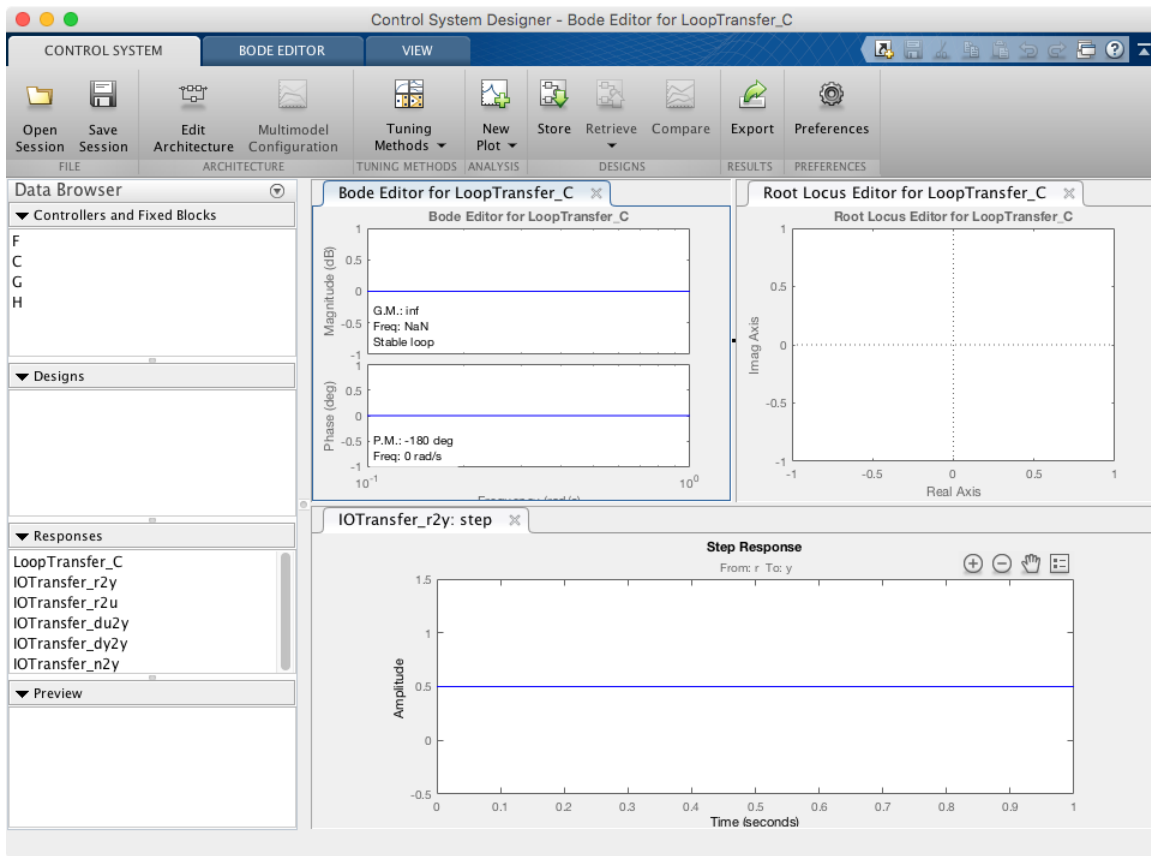 Control System Designer - Bode Editor for LoopTransfer_C
CONTROL SYSTEM
BODE EDITOR
VIEW
Open Session
Save Session
Edit Architecture
Multimodel Configuration
Tuning Methods
New Plot
Store
Retrieve
Compare
Export
Preferences
FILE
ARCHITECTURE
TUNING METHODS
ANALYSIS
DESIGNS
RESULTS
PREFERENCES
Data Browser
Controllers and Fixed Blocks
F
C
G
H
Designs
Responses
LoopTransfer_C
IOTransfer_r2y
IOTransfer_r2u
IOTransfer_du2y
IOTransfer_dy2y
IOTransfer_n2y
Preview
Bode Editor for LoopTransfer_C
Bode Editor for LoopTransfer_C
Magnitude (dB)
1
0.5
0
-0.5
-1
G.M.: inf
Freq: NaN
Stable loop
Phase (deg)
1
0.5
0
-0.5
-1
P.M.: -180 deg
Freq: 0 rad/s
10^-1
10^0
Frequency (rad/s)
Root Locus Editor for LoopTransfer_C
Root Locus Editor for LoopTransfer_C
Imag Axis
1
0.5
0
-0.5
-1
-1
-0.5
0
0.5
1
Real Axis
IOTransfer_r2y: step
Step Response
From: r To: y
Amplitude
1.5
1
0.5
0
-0.5
0
0.1
0.2
0.3
0.4
0.5
0.6
0.7
0.8
0.9
1
Time (seconds)